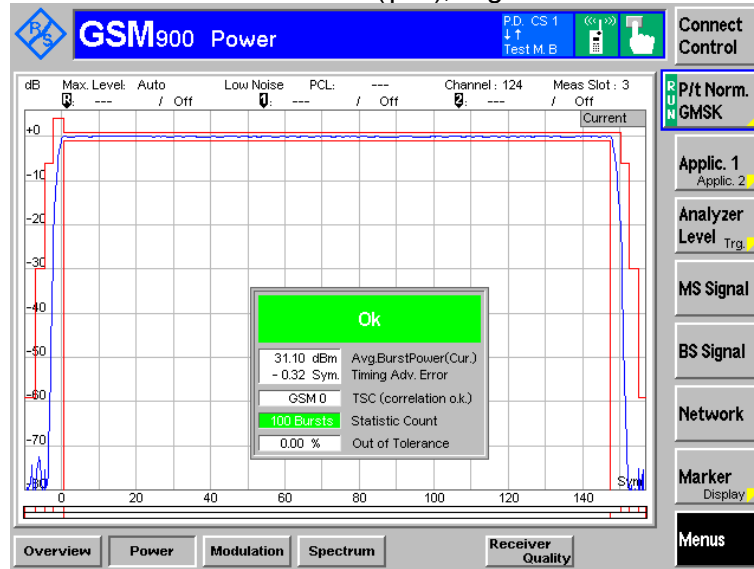 GSM900 Power
P.D. CS 1
Test M. B
Connect
Control
dB Max. Level: Auto Low Noise PCL: --- Channel : 124 Meas Slot : 3
R: --- / Off 1: --- / Off 2: --- / Off
Current
RUN
P/t Norm.
GMSK
Applic. 1
Applic. 2
Analyzer
Level Trg.
MS Signal
BS Signal
Network
Marker
Display
Menus
+0
-10
-20
-30
-40
-50
-60
-70
-80
Ok
31.10 dBm Avg.BurstPower(Cur.)
- 0.32 Sym. Timing Adv. Error
GSM 0 TSC (correlation o.k.)
100 Bursts Statistic Count
0.00 % Out of Tolerance
Sym
0 20 40 60 80 100 120 140
Overview Power Modulation Spectrum Receiver
Quality